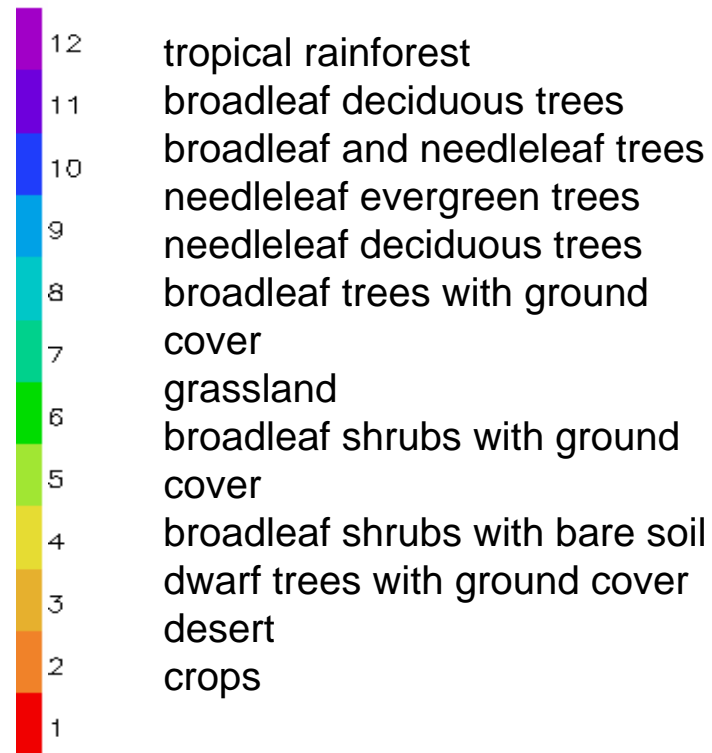 12
11
10
9
8
7
6
5
4
3
2
1
tropical rainforest
broadleaf deciduous trees
broadleaf and needleleaf trees
needleleaf evergreen trees
needleleaf deciduous trees
broadleaf trees with ground
cover
grassland
broadleaf shrubs with ground
cover
broadleaf shrubs with bare soil
dwarf trees with ground cover
desert
crops